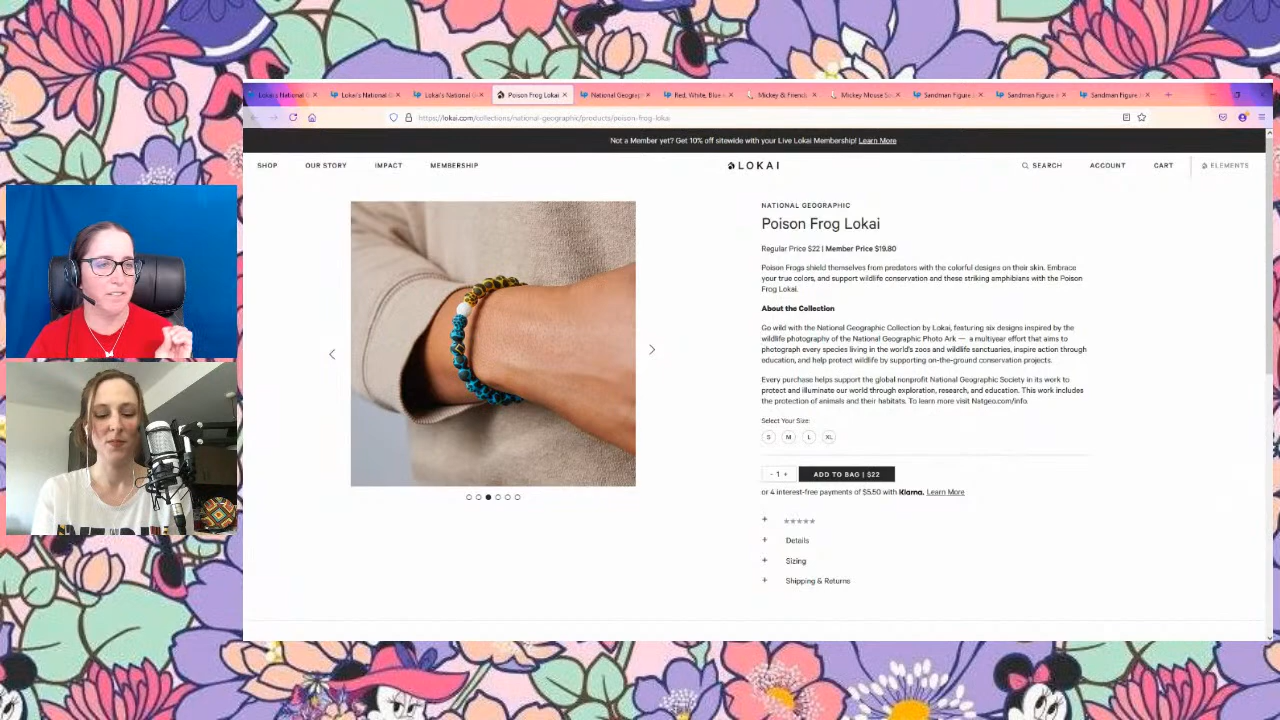 Lokai's National G
Lokai's National G
Lokai's National G
Poison Frog Lokai
National Geograp
Red, White, Blue
Mickey & Friends
Mickey Mouse
Sandman Figure
Sandman Figure
Sandman Figure
https://lokai.com/collections/national-geographic/products/poison-frog-lokai
Not a Member yet? Get 10% off sitewide with your Live Lokai Membership! Learn More
SHOP OUR STORY IMPACT MEMBERSHIP LOKAI SEARCH ACCOUNT CART ELEMENTS
NATIONAL GEOGRAPHIC
Poison Frog Lokai
Regular Price $22 | Member Price $19.80
Poison Frogs shield themselves from predators with the colorful designs on their skin. Embrace
your true colors, and support wildlife conservation and these striking amphibians with the Poison
Frog Lokai.
About the Collection
Go wild with the National Geographic Collection by Lokai, featuring six designs inspired by the
wildlife photography of the National Geographic Photo Ark — a multiyear effort that aims to
photograph every species living in the world's zoos and wildlife sanctuaries, inspire action through
education, and help protect wildlife by supporting on-the-ground conservation projects.
Every purchase helps support the global nonprofit National Geographic Society in its work to
protect and illuminate our world through exploration, research, and education. This work includes
the protection of animals and their habitats. To learn more visit Natgeo.com/info.
Select Your Size:
S M L XL
- 1 + ADD TO BAG | $22
or 4 interest-free payments of $5.50 with Klarna. Learn More
+ ★★★★★
+ Details
+ Sizing
+ Shipping & Returns